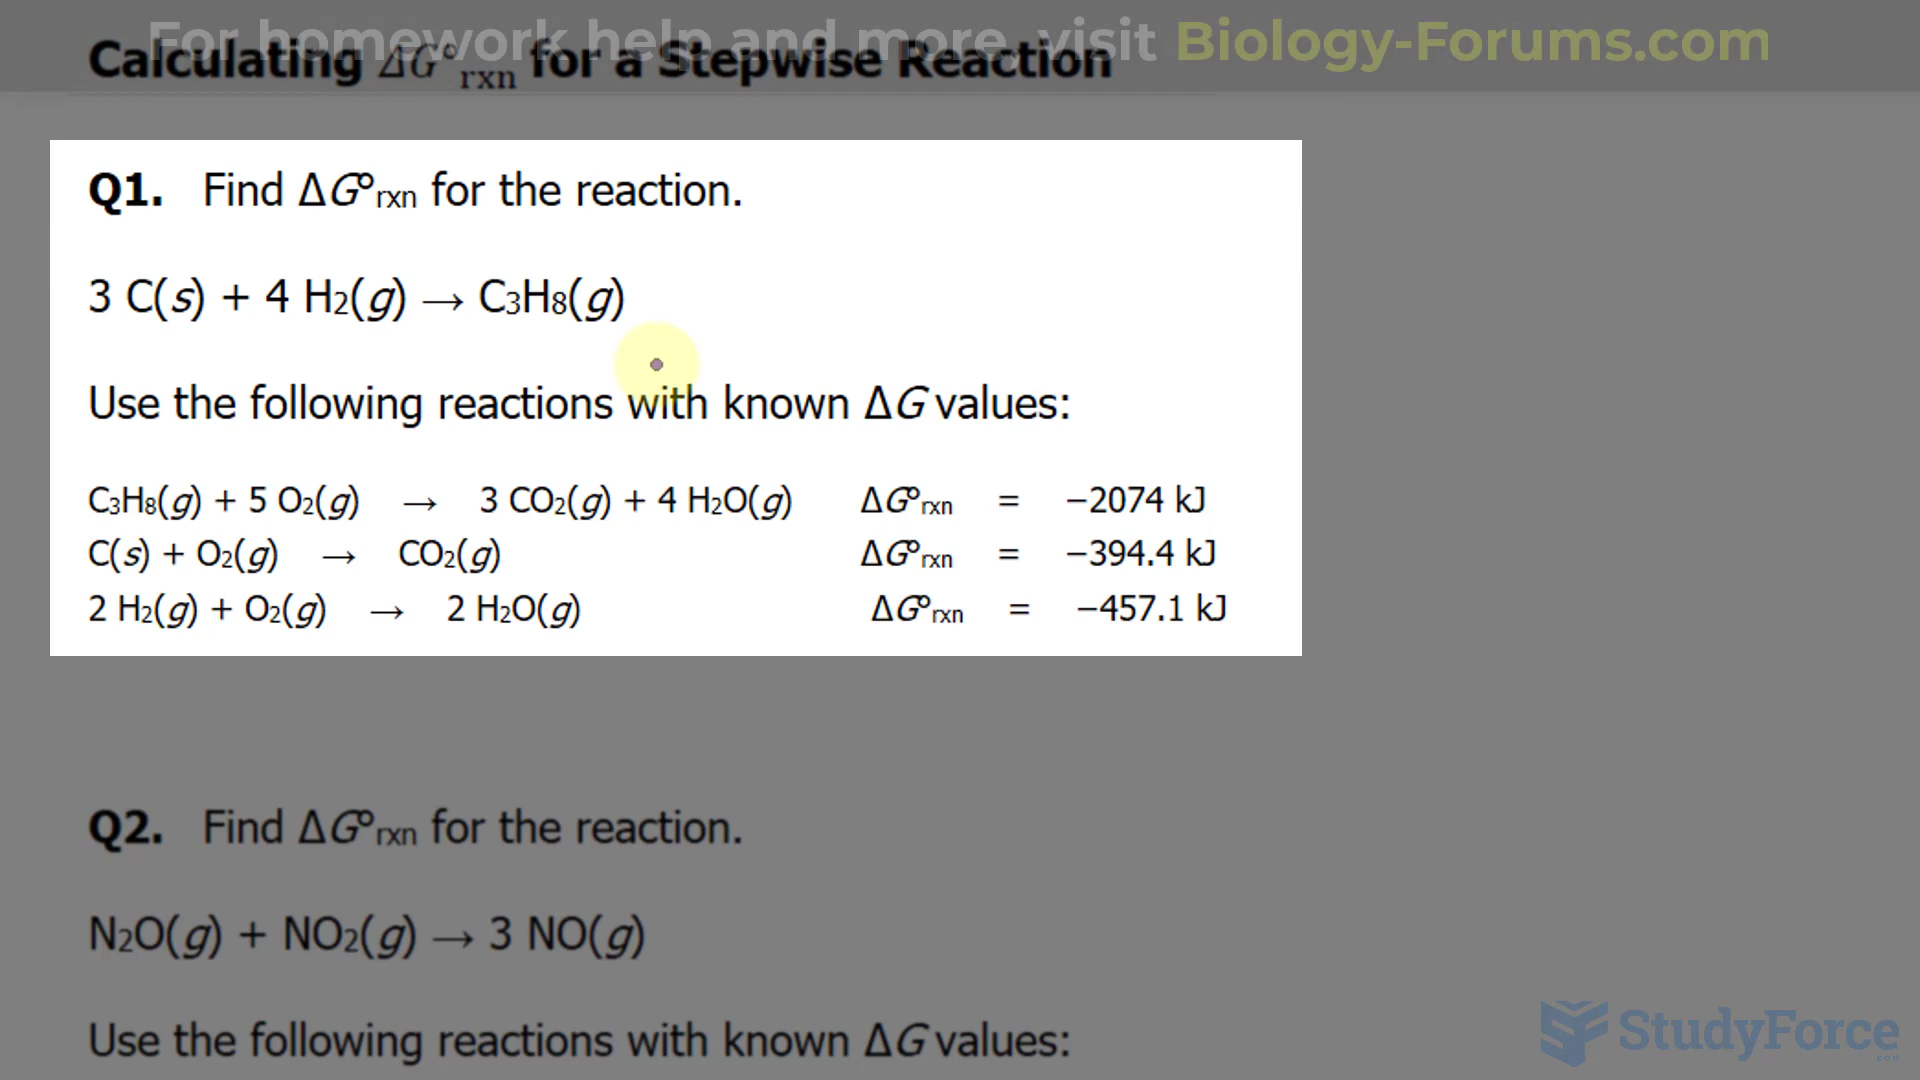 For homework help and more, visit Biology-Forums.com
Calculating ΔG°rxn for a Stepwise Reaction
Q1. Find ΔG°rxn for the reaction.
3 C(s) + 4 H2(g) → C3H8(g)
Use the following reactions with known ΔG values:
C3H8(g) + 5 O2(g) → 3 CO2(g) + 4 H2O(g) ΔG°rxn = −2074 kJ
C(s) + O2(g) → CO2(g) ΔG°rxn = −394.4 kJ
2 H2(g) + O2(g) → 2 H2O(g) ΔG°rxn = −457.1 kJ
Q2. Find ΔG°rxn for the reaction.
N2O(g) + NO2(g) → 3 NO(g)
Use the following reactions with known ΔG values:
StudyForce
.com